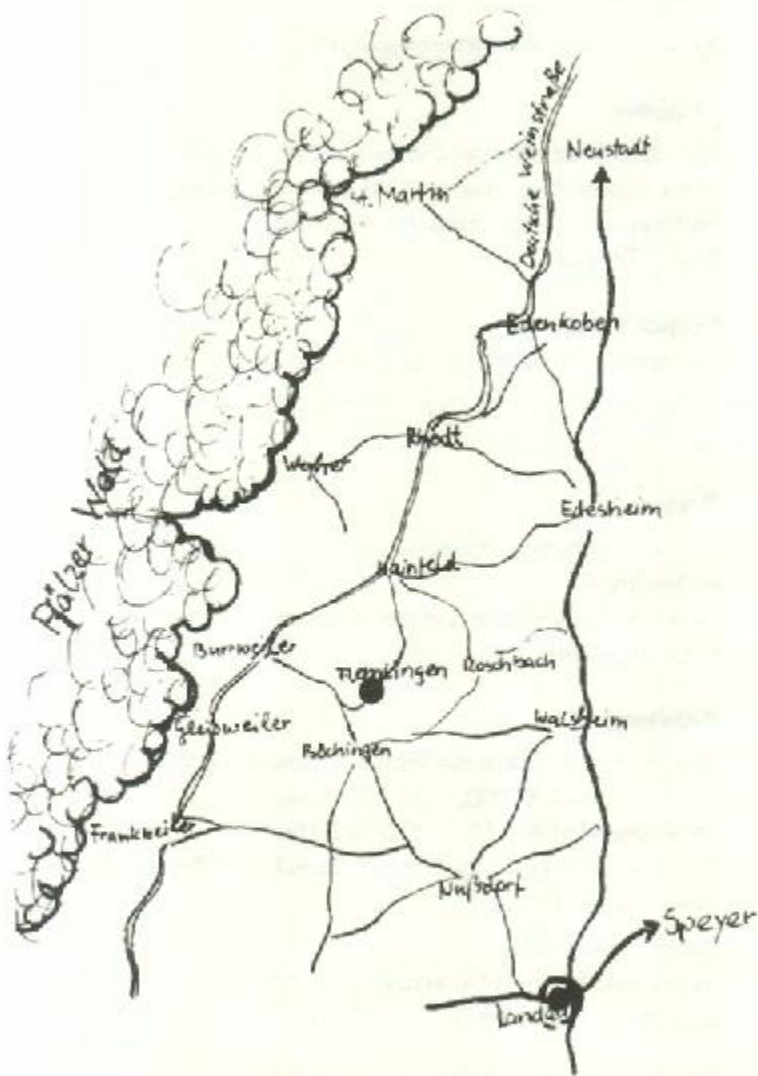 Deutsche Weinstraße
Neustadt
St. Martin
Edenkoben
Rhodt
Weyher
Edesheim
Pfälzer Wald
Hainfeld
Burrweiler
Flemlingen
Roschbach
Gleisweiler
Walsheim
Böchingen
Frankweiler
Nußdorf
Speyer
Landau